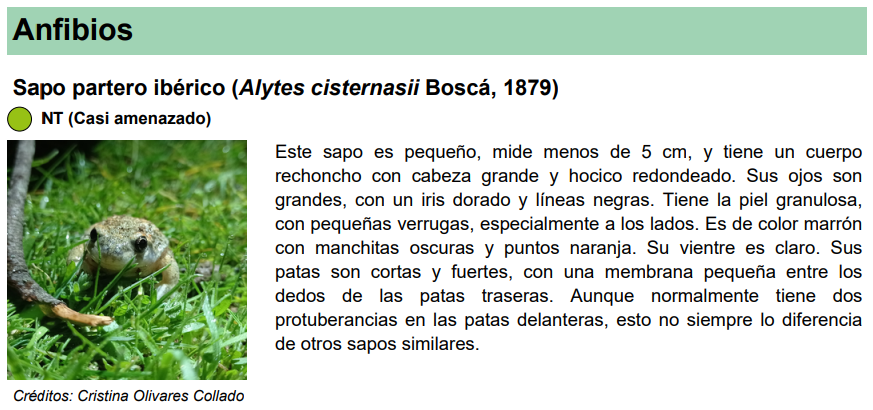 Anfibios
Sapo partero ibérico (Alytes cisternasii Boscá, 1879)
NT (Casi amenazado)
Este sapo es pequeño, mide menos de 5 cm, y tiene un cuerpo
rechoncho con cabeza grande y hocico redondeado. Sus ojos son
grandes, con un iris dorado y líneas negras. Tiene la piel granulosa,
con pequeñas verrugas, especialmente a los lados. Es de color marrón
con manchitas oscuras y puntos naranja. Su vientre es claro. Sus
patas son cortas y fuertes, con una membrana pequeña entre los
dedos de las patas traseras. Aunque normalmente tiene dos
protuberancias en las patas delanteras, esto no siempre lo diferencia
de otros sapos similares.
Créditos: Cristina Olivares Collado